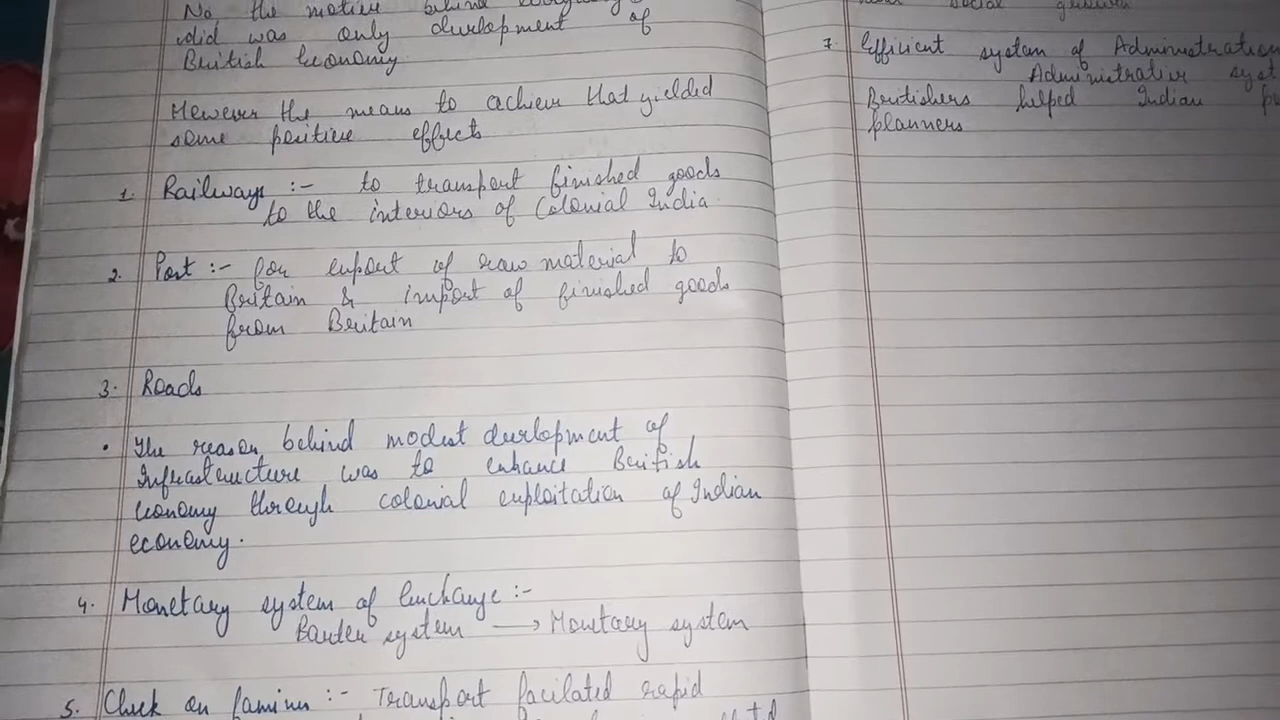 No, the motive behind
did was only development of
British Economy.
However the means to achieve that yielded
some positive effects
1. Railways :- to transport finished goods
to the interiors of Colonial India.
2. Port :- for export of raw material to
Britain & import of finished goods
from Britain
3. Roads
• The reason behind modest development of
Infrastructure was to enhance British
economy through colonial exploitation of Indian
economy.
4. Monetary system of Exchange :-
Barter system → Monetary system
5. Check on famines :- Transport facilated rapid
social
7. Efficient system of Administration
Administrative
Britishers helped Indian
planners